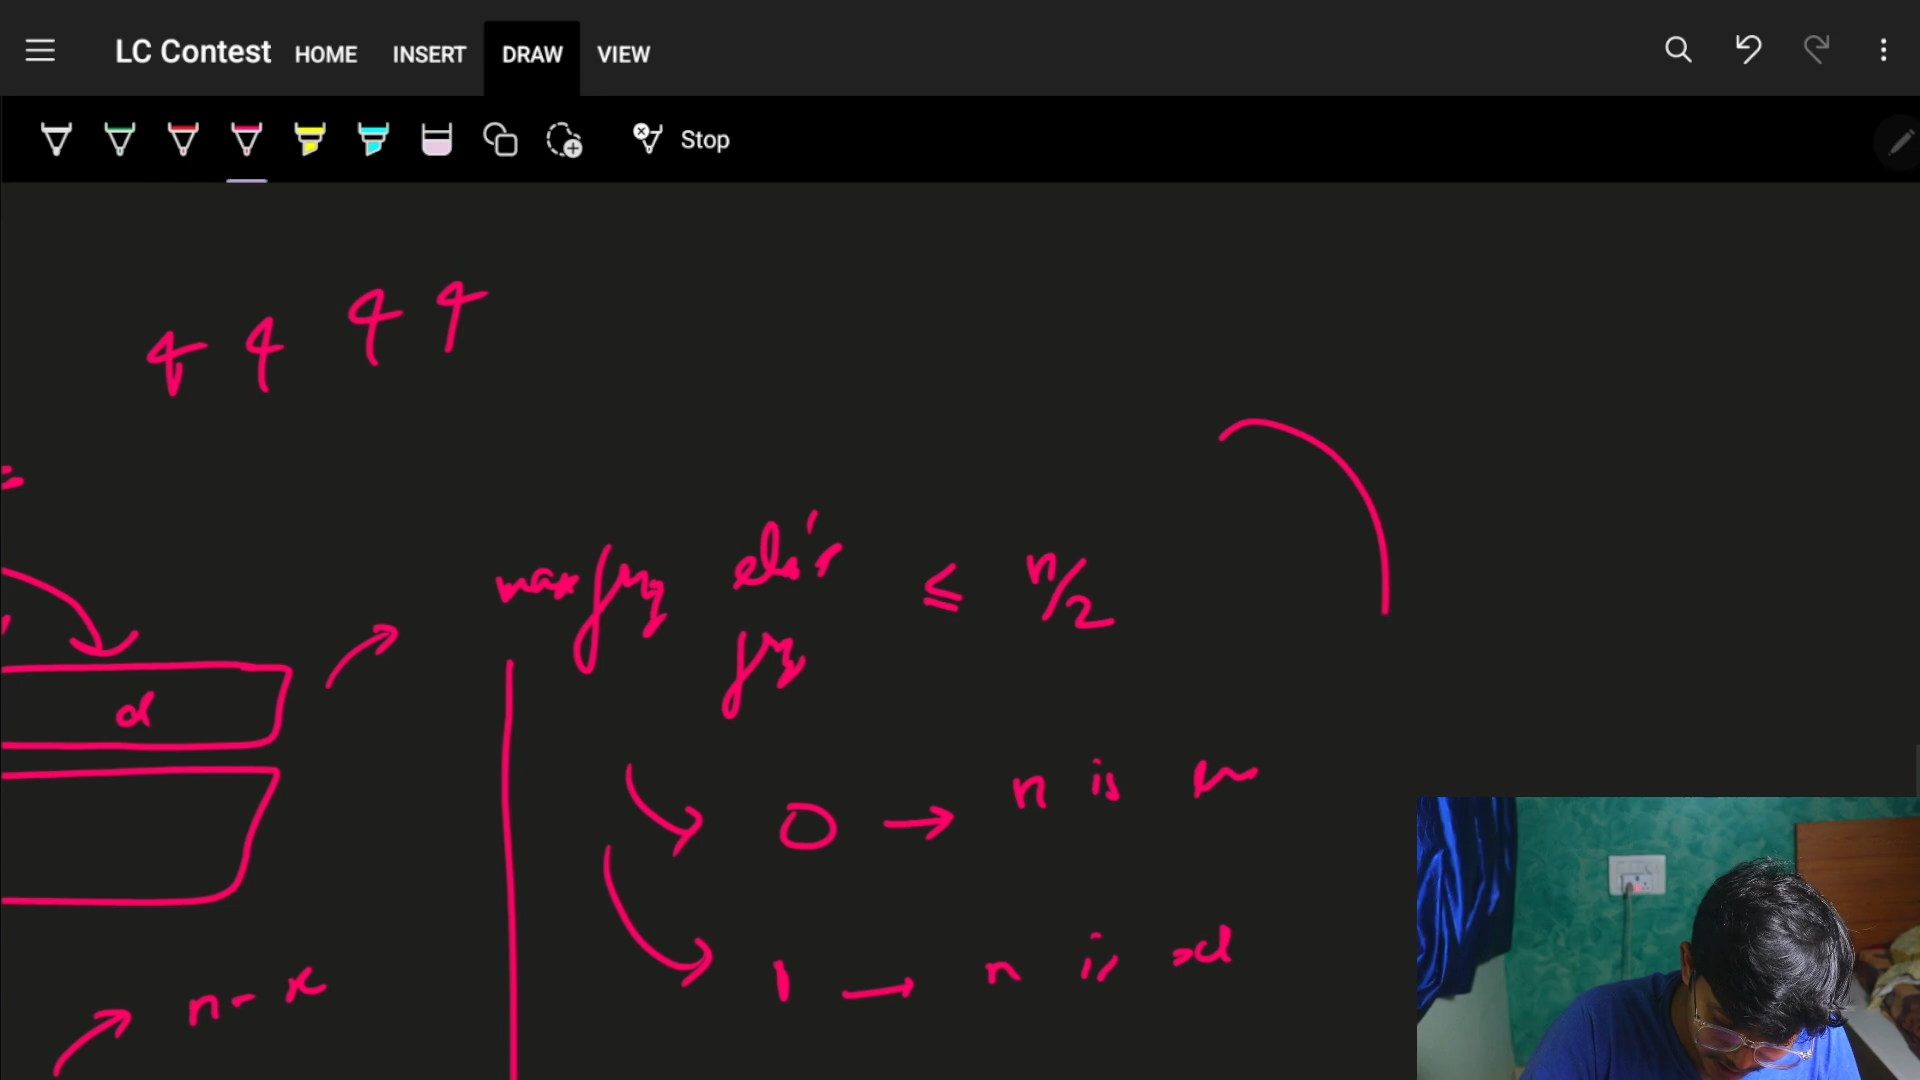 LC Contest HOME INSERT DRAW VIEW
Stop
4 4 4 4
max freq ele's ≤ n/2
freq
d
0 → n is
1 → n is odd
n - x